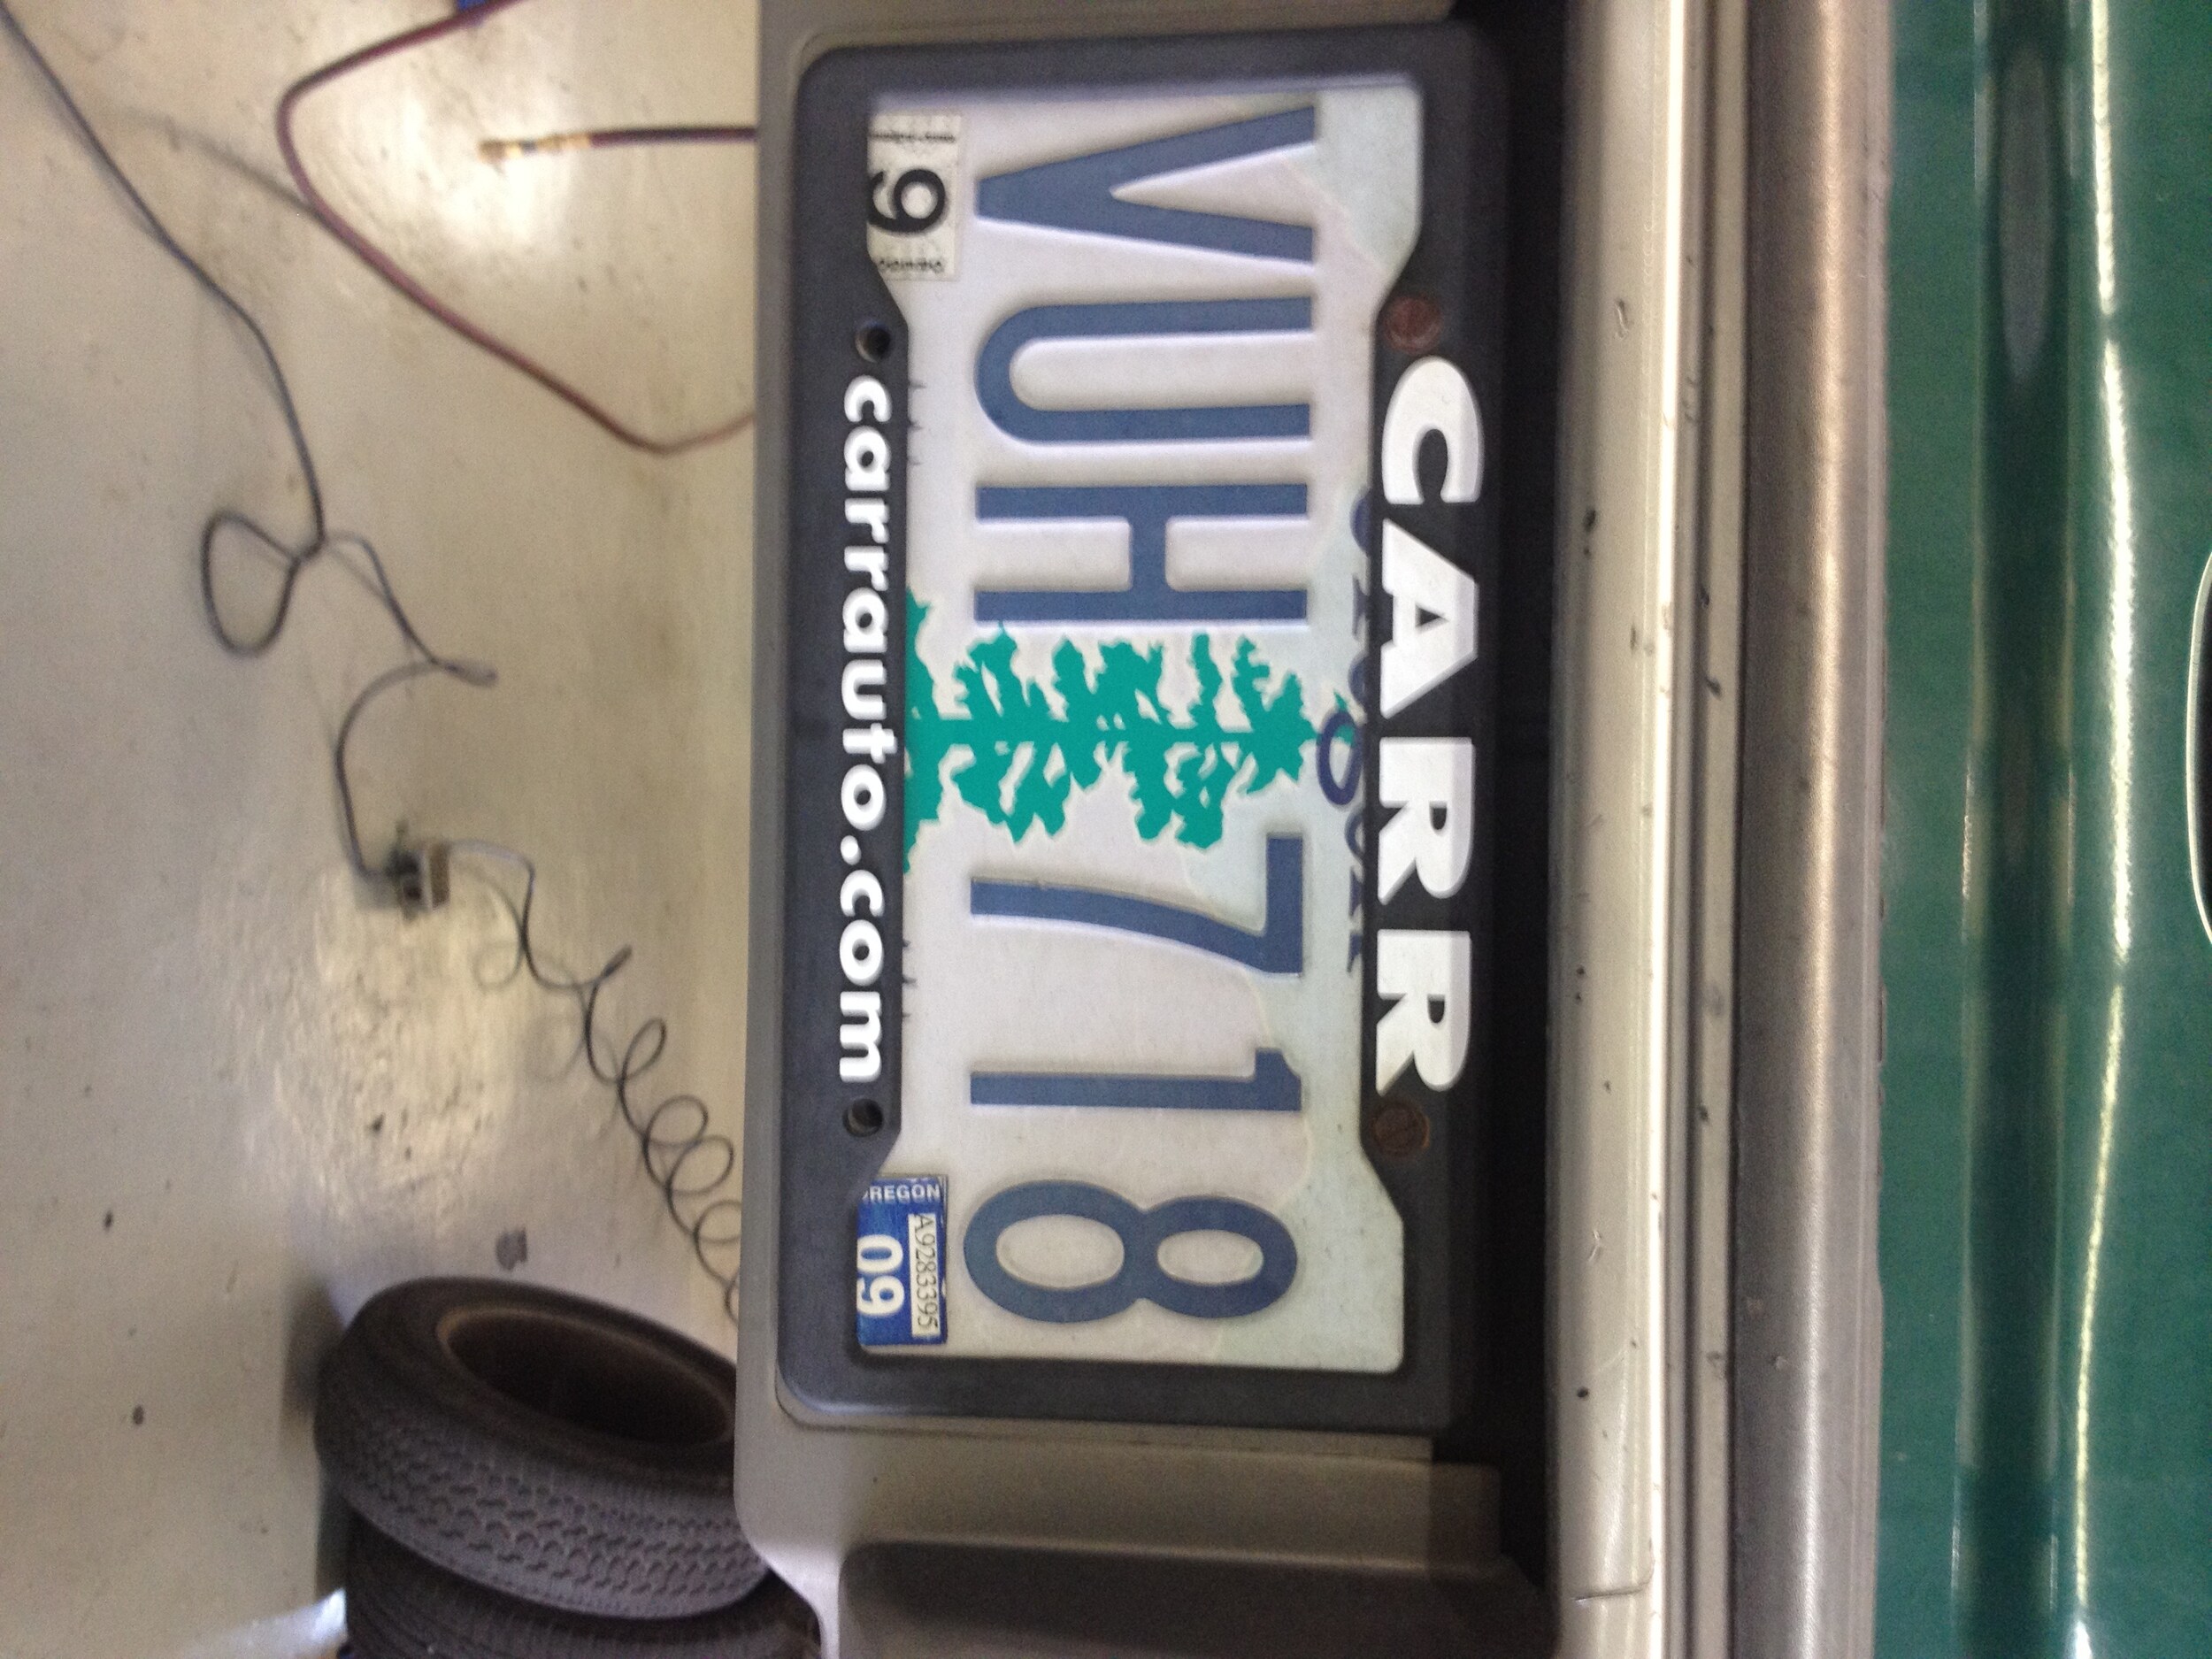 CARR
VUH 718
9
OREGON
A9283395
09
carrauto.com